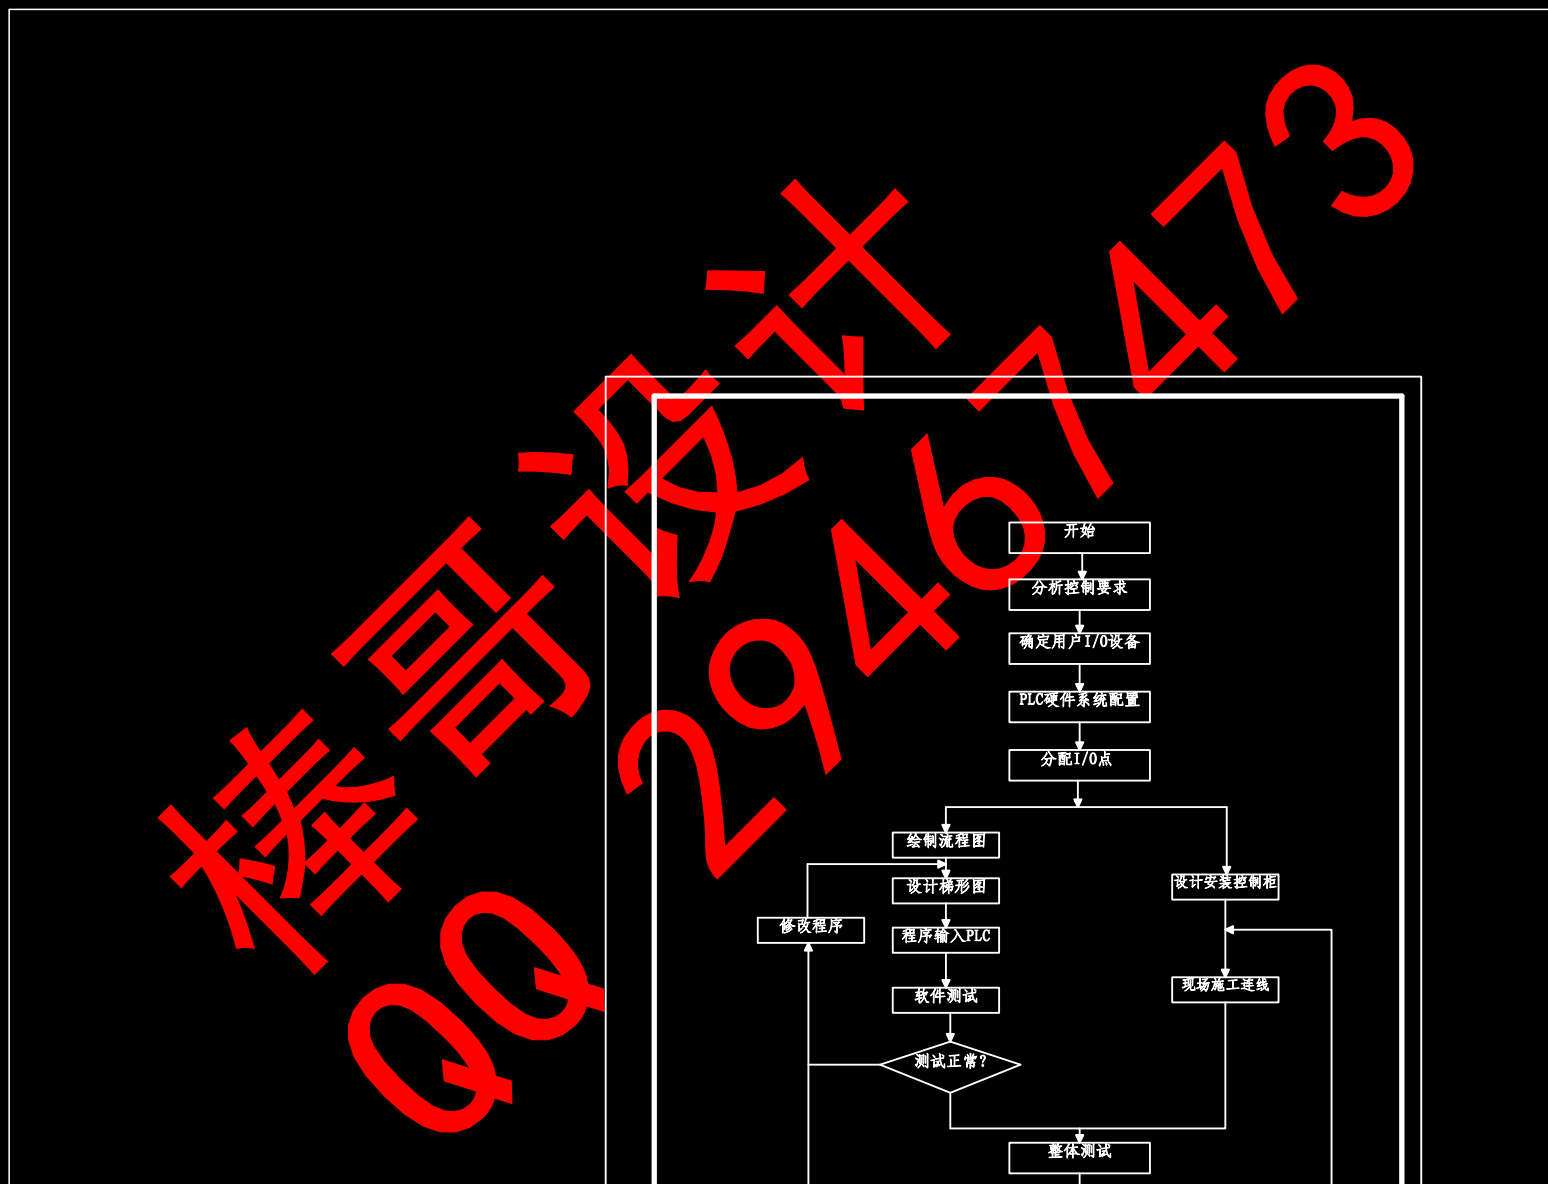 棒哥设计
QQ 29467473
开始
分析控制要求
确定用户I/O设备
PLC硬件系统配置
分配I/O点
绘制流程图
设计梯形图
设计安装控制柜
修改程序
程序输入PLC
软件测试
现场施工连线
测试正常?
整体测试